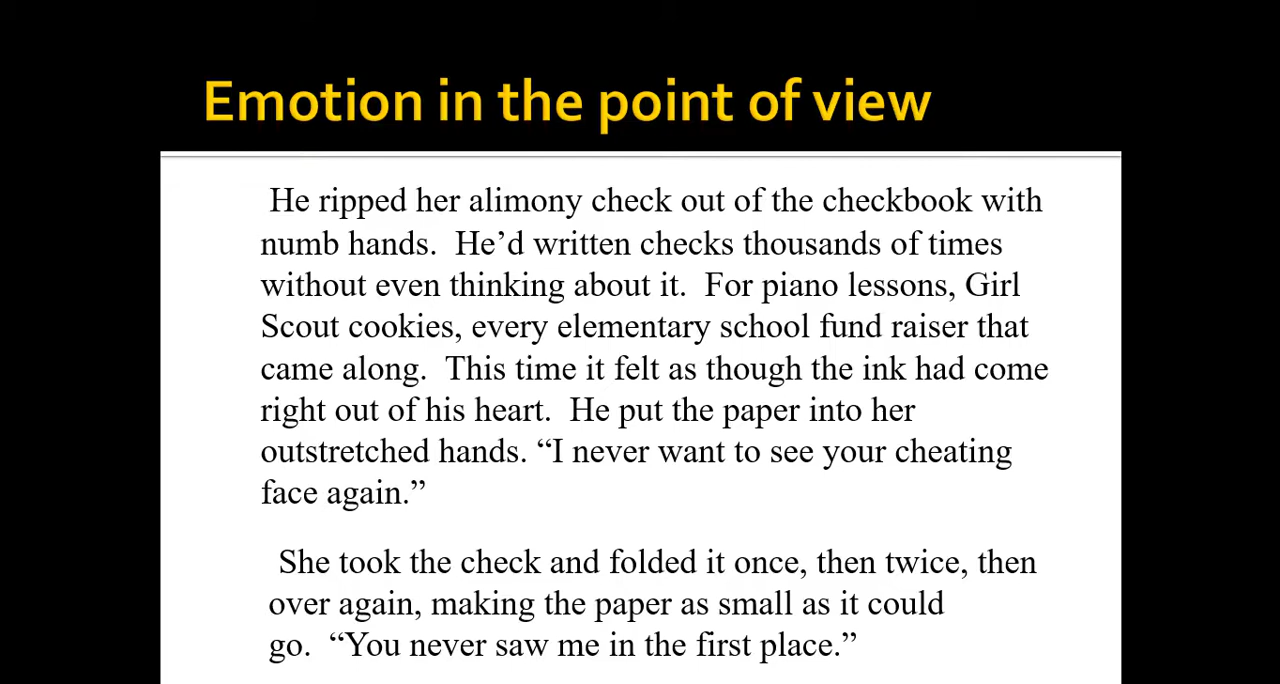 Emotion in the point of view
He ripped her alimony check out of the checkbook with
numb hands.  He’d written checks thousands of times
without even thinking about it.  For piano lessons, Girl
Scout cookies, every elementary school fund raiser that
came along.  This time it felt as though the ink had come
right out of his heart.  He put the paper into her
outstretched hands. “I never want to see your cheating
face again.”
She took the check and folded it once, then twice, then
over again, making the paper as small as it could
go.  “You never saw me in the first place.”